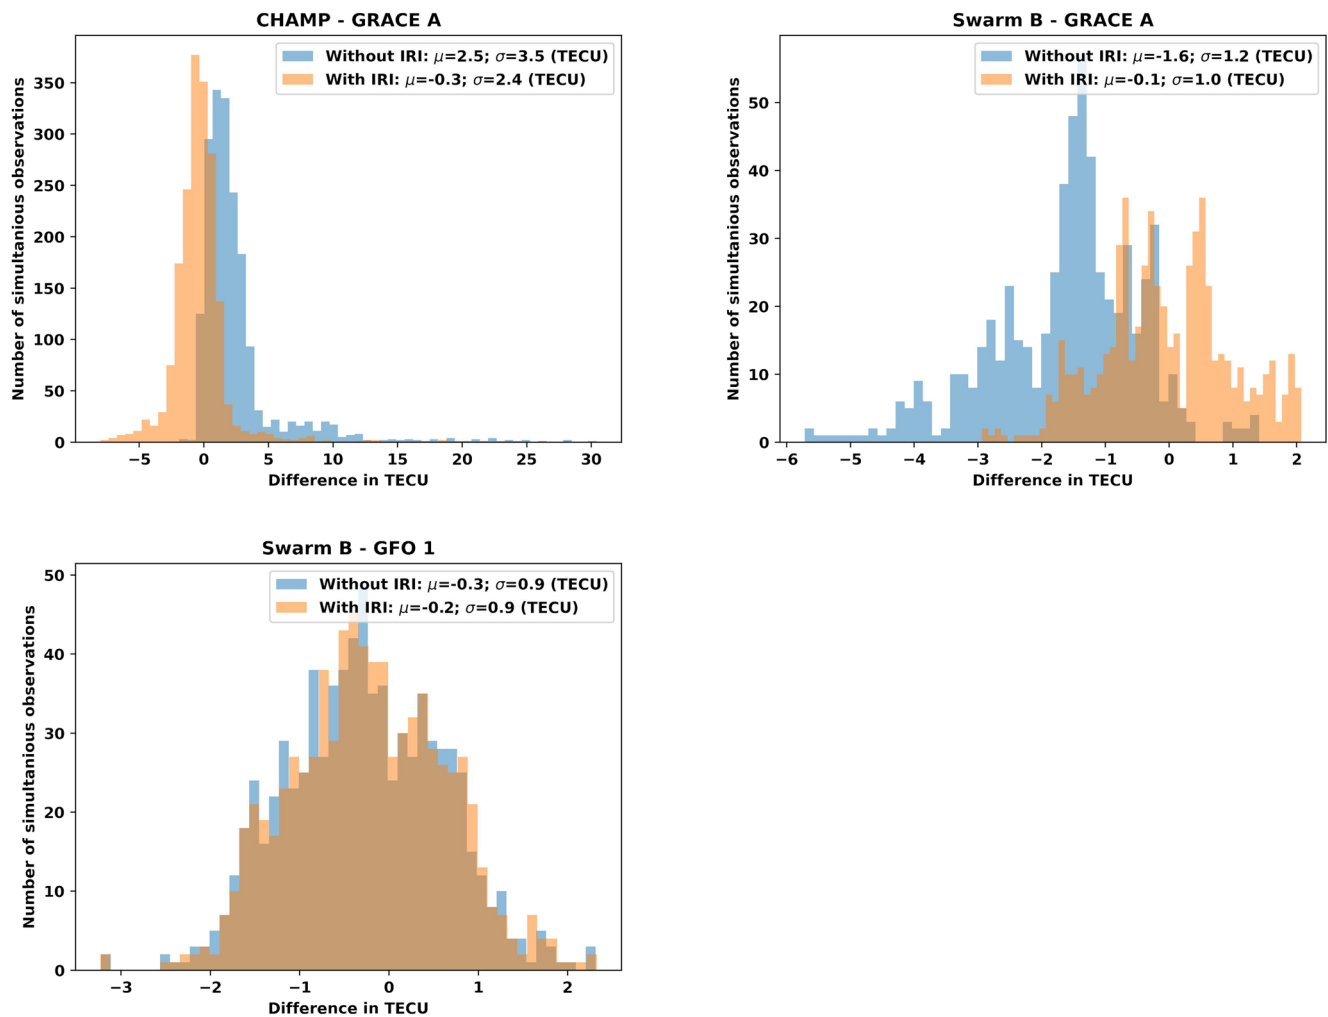 CHAMP - GRACE A
Number of simultanious observations
350
300
250
200
150
100
50
0
Without IRI: μ=2.5; σ=3.5 (TECU)
With IRI: μ=-0.3; σ=2.4 (TECU)
−5 0 5 10 15 20 25 30
Difference in TECU
Swarm B - GRACE A
Number of simultanious observations
50
40
30
20
10
0
Without IRI: μ=-1.6; σ=1.2 (TECU)
With IRI: μ=-0.1; σ=1.0 (TECU)
−6 −5 −4 −3 −2 −1 0 1 2
Difference in TECU
Swarm B - GFO 1
Number of simultanious observations
50
40
30
20
10
0
Without IRI: μ=-0.3; σ=0.9 (TECU)
With IRI: μ=-0.2; σ=0.9 (TECU)
−3 −2 −1 0 1 2
Difference in TECU